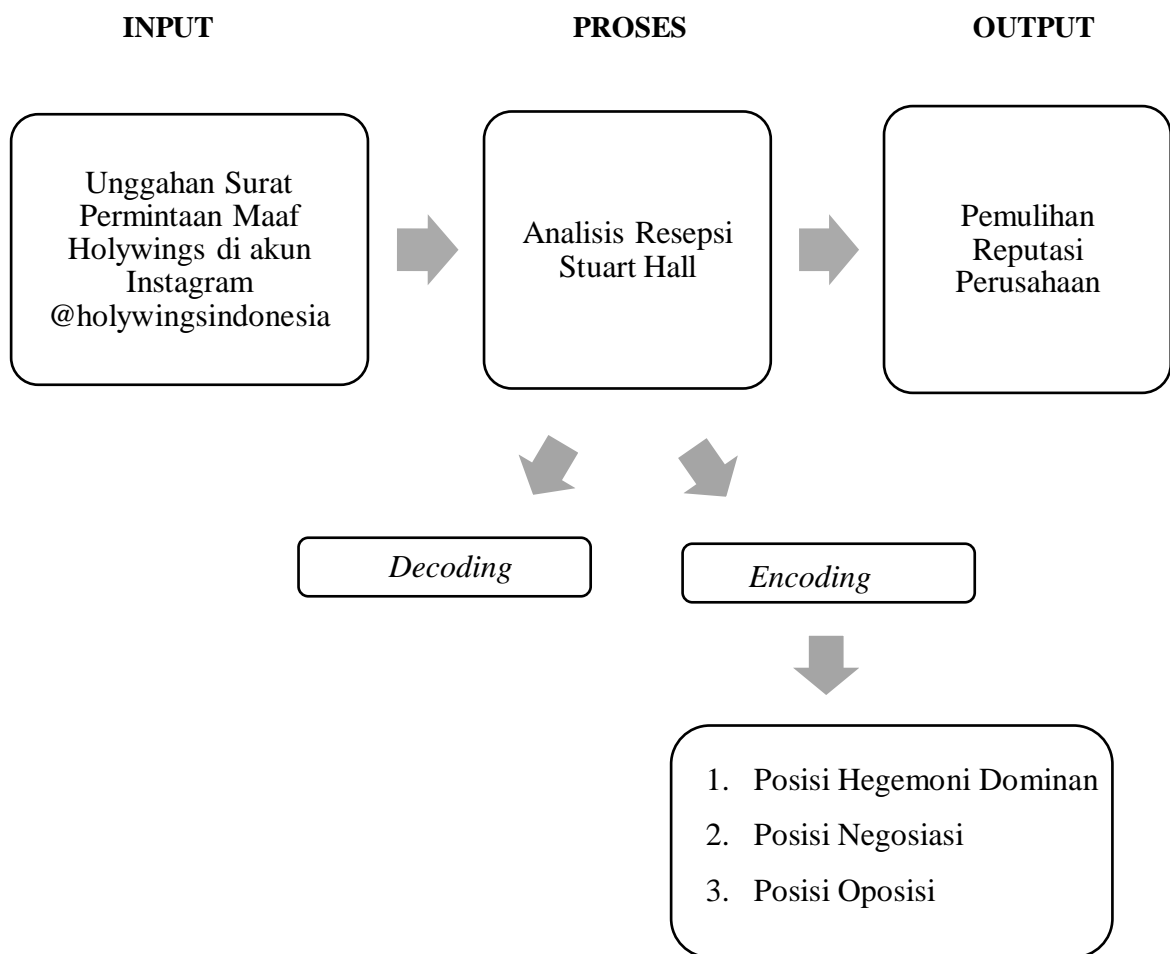 INPUT
PROSES
OUTPUT
Unggahan Surat
Permintaan Maaf
Holywings di akun
Instagram
@holywingsindonesia
Analisis Resepsi
Stuart Hall
Pemulihan
Reputasi
Perusahaan
Decoding
Encoding
1. Posisi Hegemoni Dominan
2. Posisi Negosiasi
3. Posisi Oposisi